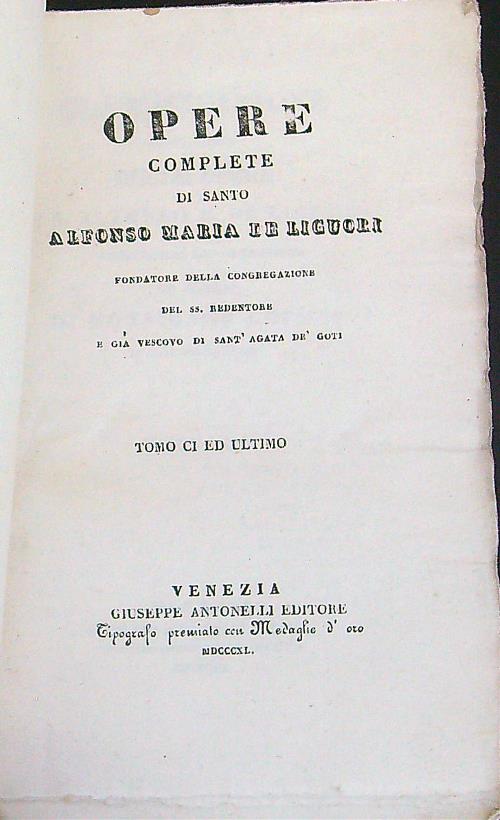 OPERE
COMPLETE
DI SANTO
ALFONSO MARIA DE LIGUORI
FONDATORE DELLA CONGREGAZIONE
DEL SS. REDENTORE
E GIÀ VESCOVO DI SANT' AGATA DE' GOTI
TOMO CI ED ULTIMO
VENEZIA
GIUSEPPE ANTONELLI EDITORE
Tipografo premiato con Medaglie d' oro
MDCCCXL.